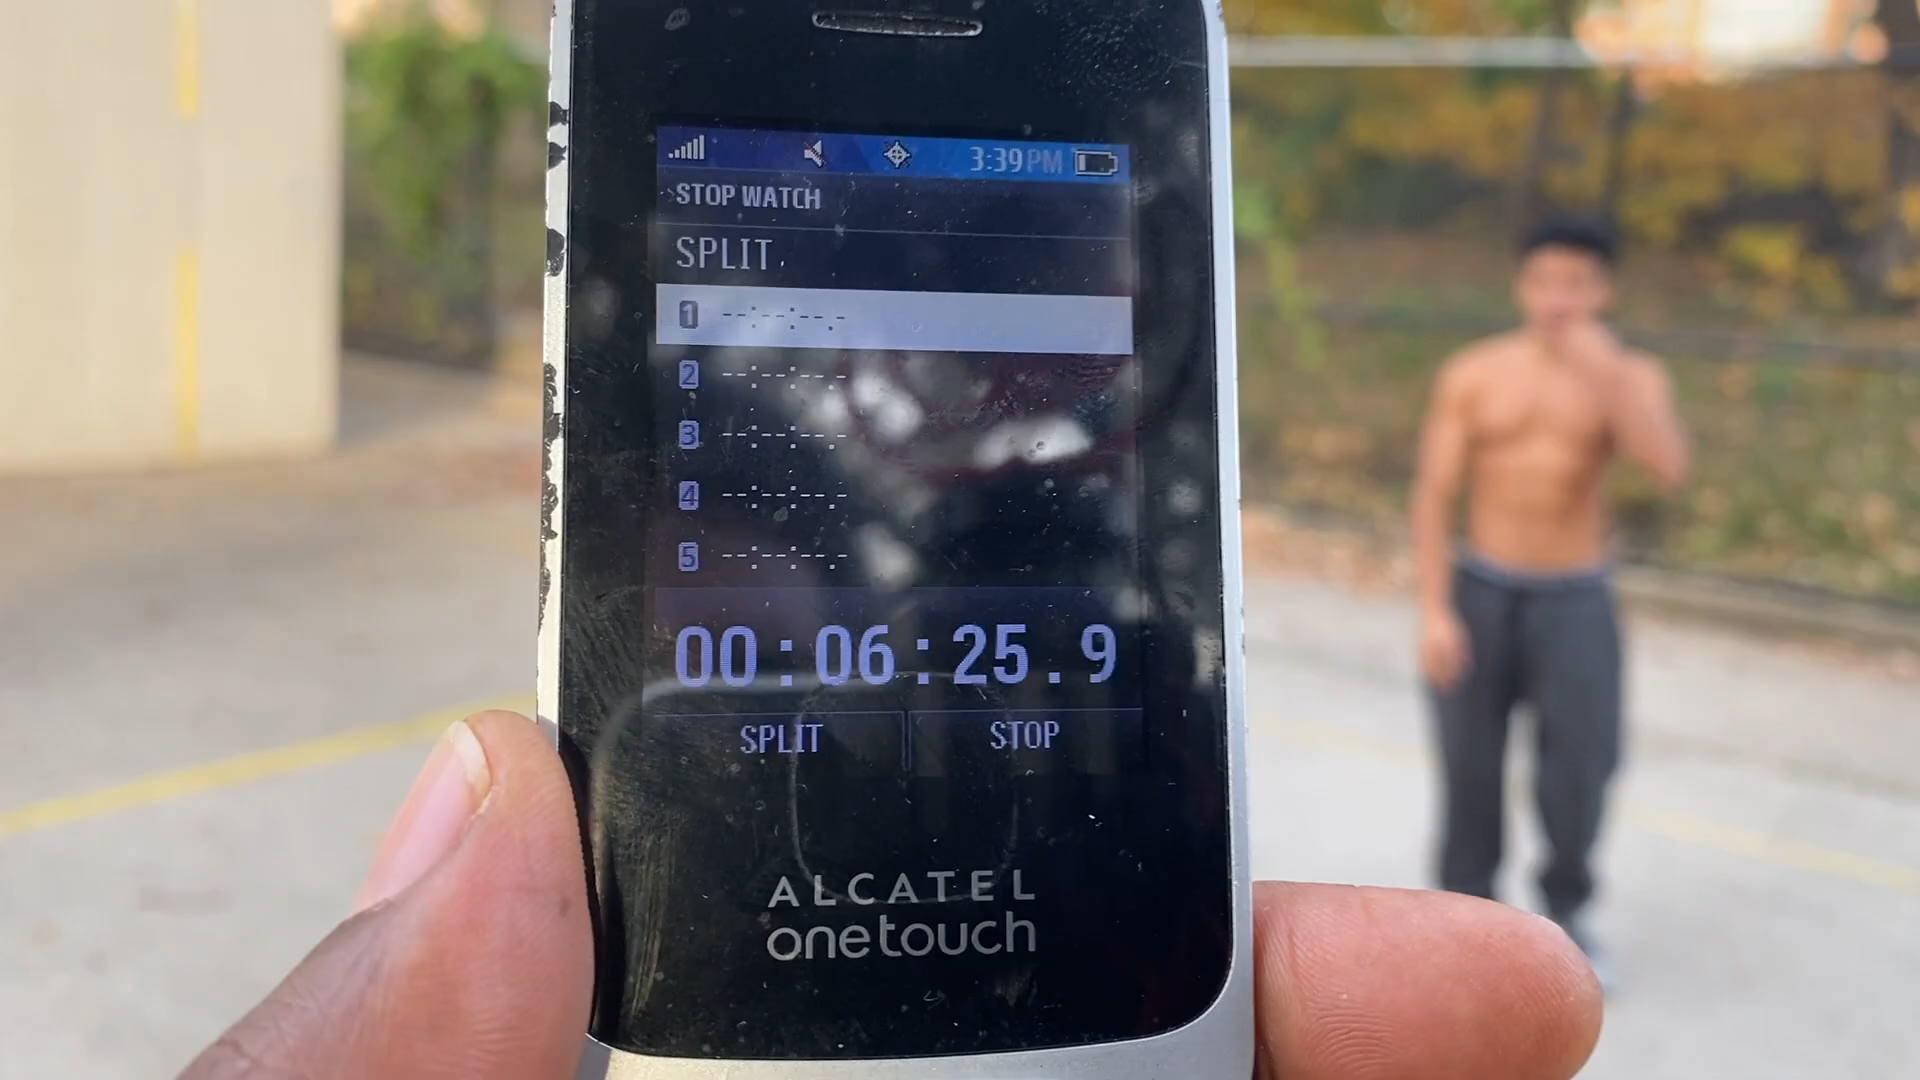 3:39PM
STOP WATCH
SPLIT
1 --:--:--.-
2 --:--:--.-
3 --:--:--.-
4 --:--:--.-
5 --:--:--.-
00:06:25.9
SPLIT STOP
ALCATEL
onetouch